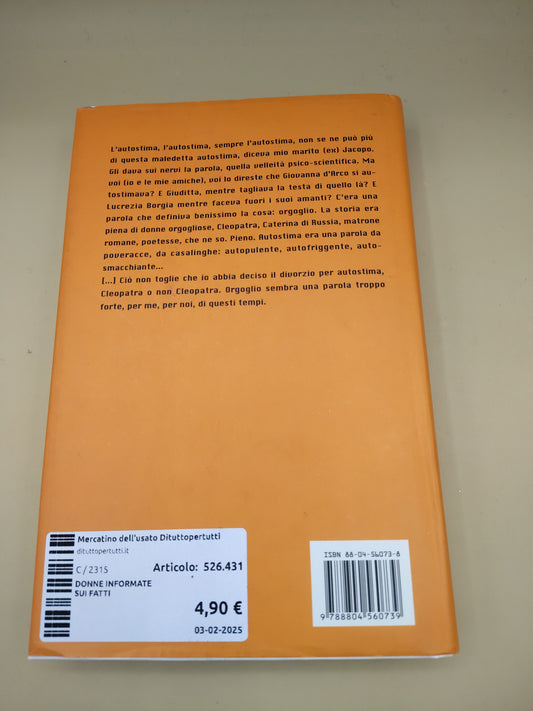 L'autostima, l'autostima, sempre l'autostima, non se ne può più
di questa maledetta autostima, diceva mio marito (ex) Jacopo.
Gli dava sui nervi la parola, quella velleità psico-scientifica. Ma
voi (io e le mie amiche), voi lo direste che Giovanna d'Arco si au-
tostimava? E Giuditta, mentre tagliava la testa di quello là? E
Lucrezia Borgia mentre faceva fuori i suoi amanti? C'era una
parola che definiva benissimo la cosa: orgoglio. La storia era
piena di donne orgogliose, Cleopatra, Caterina di Russia, matrone
romane, poetesse, che ne so. Pieno. Autostima era una parola da
poveracce, da casalinghe: autopulente, autofriggente, auto-
smacchiante...
[...] Ciò non toglie che io abbia deciso il divorzio per autostima,
Cleopatra o non Cleopatra. Orgoglio sembra una parola troppo
forte, per me, per noi, di questi tempi.
Mercatino dell'usato Dituttopertutti
dituttopertutti.it
C / 2315 Articolo: 526.431
DONNE INFORMATE
SUI FATTI
4,90 €
03-02-2025
ISBN 88-04-56073-8
9 788804 560739